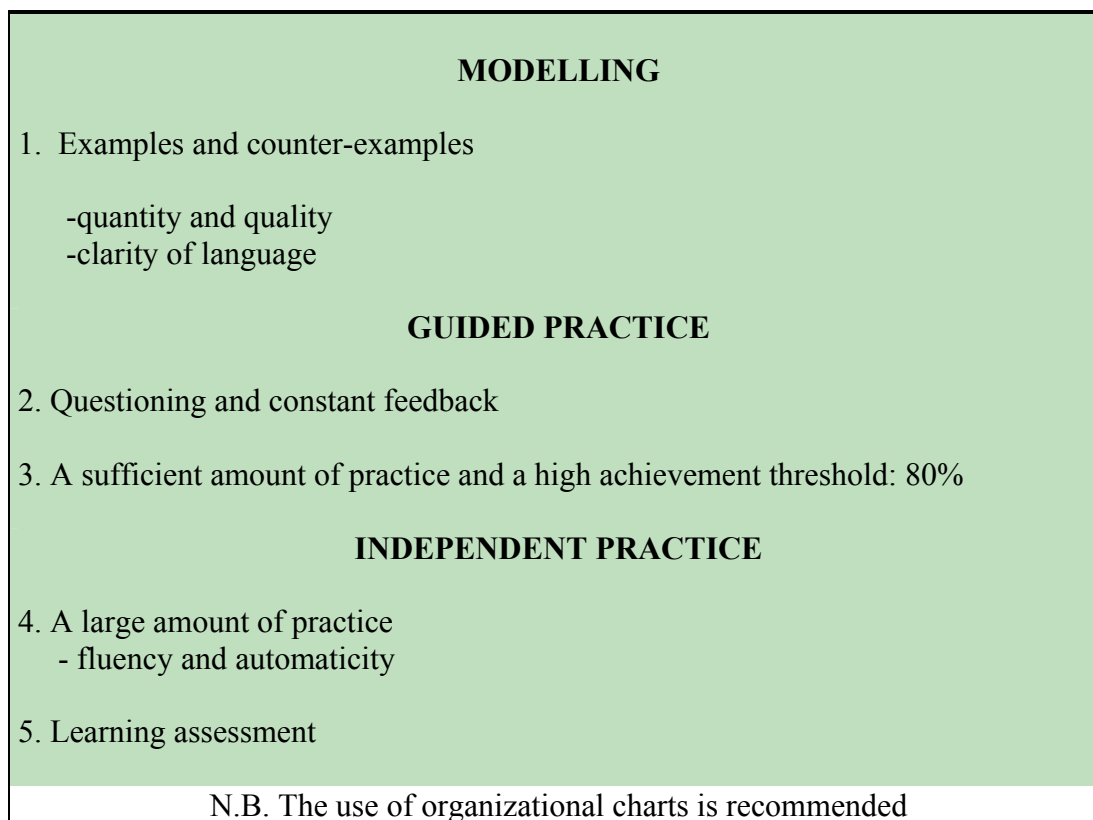 MODELLING
1. Examples and counter-examples
-quantity and quality
-clarity of language
GUIDED PRACTICE
2. Questioning and constant feedback
3. A sufficient amount of practice and a high achievement threshold: 80%
INDEPENDENT PRACTICE
4. A large amount of practice
- fluency and automaticity
5. Learning assessment
N.B. The use of organizational charts is recommended